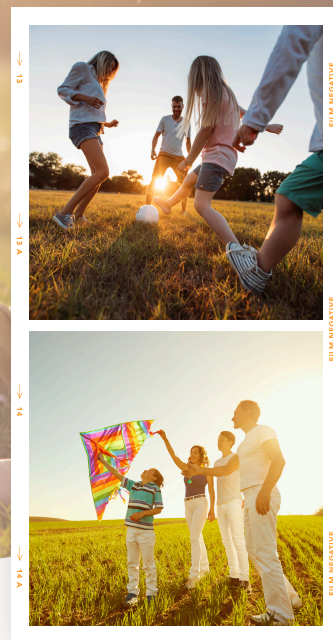 13
13 A
14
14 A
FILM NEGATIVE
FILM NEGATIVE
FILM NEGATIVE